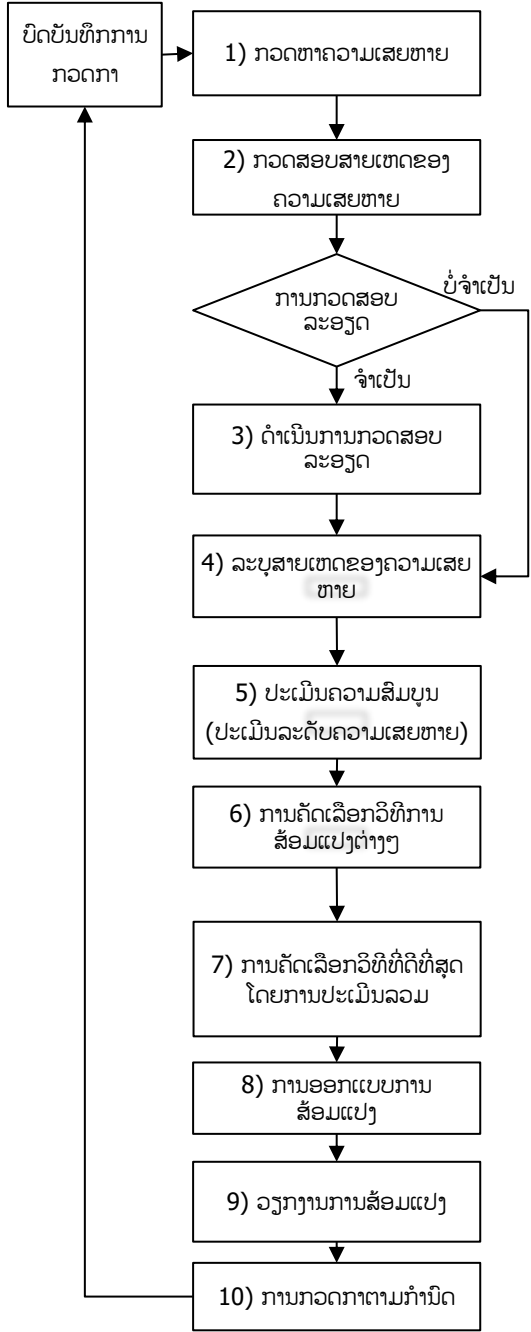 ບົດບັນທຶກການ
ກວດກາ
1) ກວດຫາຄວາມເສຍຫາຍ
2) ກວດສອບສາຍເຫດຂອງ
ຄວາມເສຍຫາຍ
ການກວດສອບ
ລະອຽດ
ບໍ່ຈຳເປັນ
ຈຳເປັນ
3) ດຳເນີນການກວດສອບ
ລະອຽດ
4) ລະບຸສາຍເຫດຂອງຄວາມເສຍ
ຫາຍ
5) ປະເມີນຄວາມສົມບູນ
(ປະເມີນລະດັບຄວາມເສຍຫາຍ)
6) ການຄັດເລືອກວິທີການ
ສ້ອມແປງຕ່າງໆ
7) ການຄັດເລືອກວິທີທີ່ດີທີ່ສຸດ
ໂດຍການປະເມີນລວມ
8) ການອອກແບບການ
ສ້ອມແປງ
9) ວຽກງານການສ້ອມແປງ
10) ການກວດກາຕາມກຳນົດ